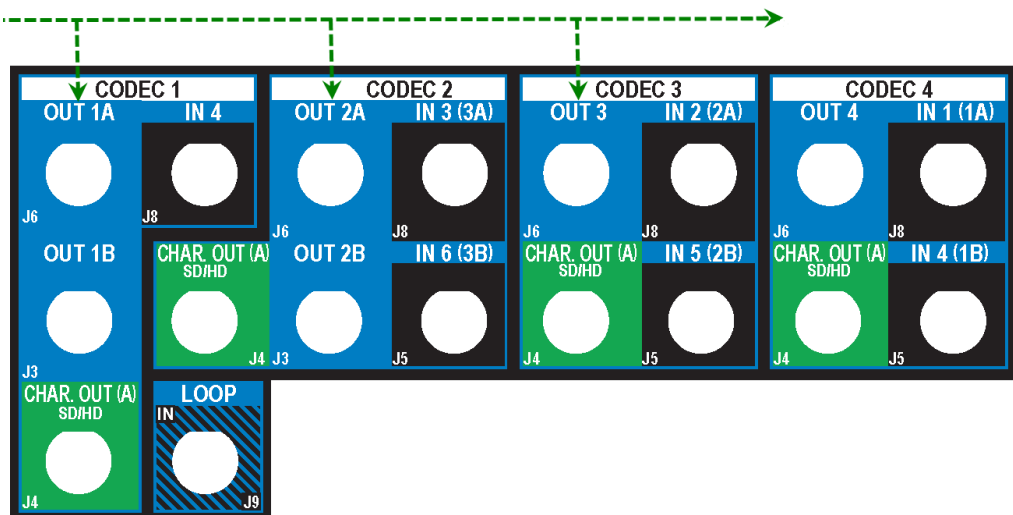 CODEC 1
CODEC 2
CODEC 3
CODEC 4
OUT 1A
IN 4
OUT 2A
IN 3 (3A)
OUT 3
IN 2 (2A)
OUT 4
IN 1 (1A)
J6
J8
J6
J8
J6
J8
J6
J8
OUT 1B
CHAR. OUT (A)
SD/HD
OUT 2B
IN 6 (3B)
CHAR. OUT (A)
SD/HD
IN 5 (2B)
CHAR. OUT (A)
SD/HD
IN 4 (1B)
J3
J4
J3
J5
J4
J5
J4
J5
CHAR. OUT (A)
SD/HD
LOOP
IN
J4
J9